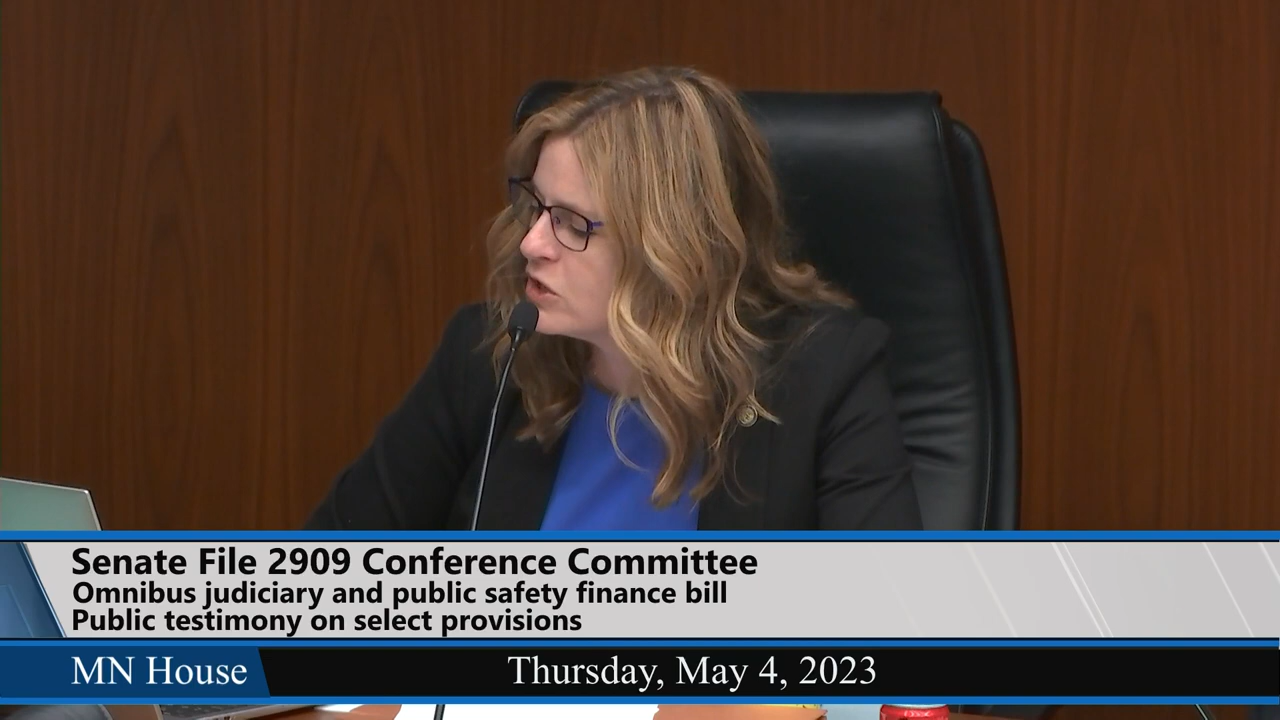 Senate File 2909 Conference Committee
Omnibus judiciary and public safety finance bill
Public testimony on select provisions
MN House
Thursday, May 4, 2023